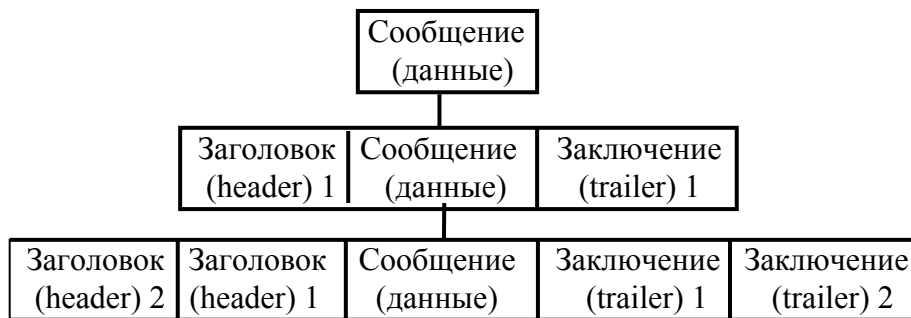 Сообщение
(данные)
Заголовок Сообщение Заключение
(header) 1 (данные) (trailer) 1
Заголовок Заголовок Сообщение Заключение Заключение
(header) 2 (header) 1 (данные) (trailer) 1 (trailer) 2